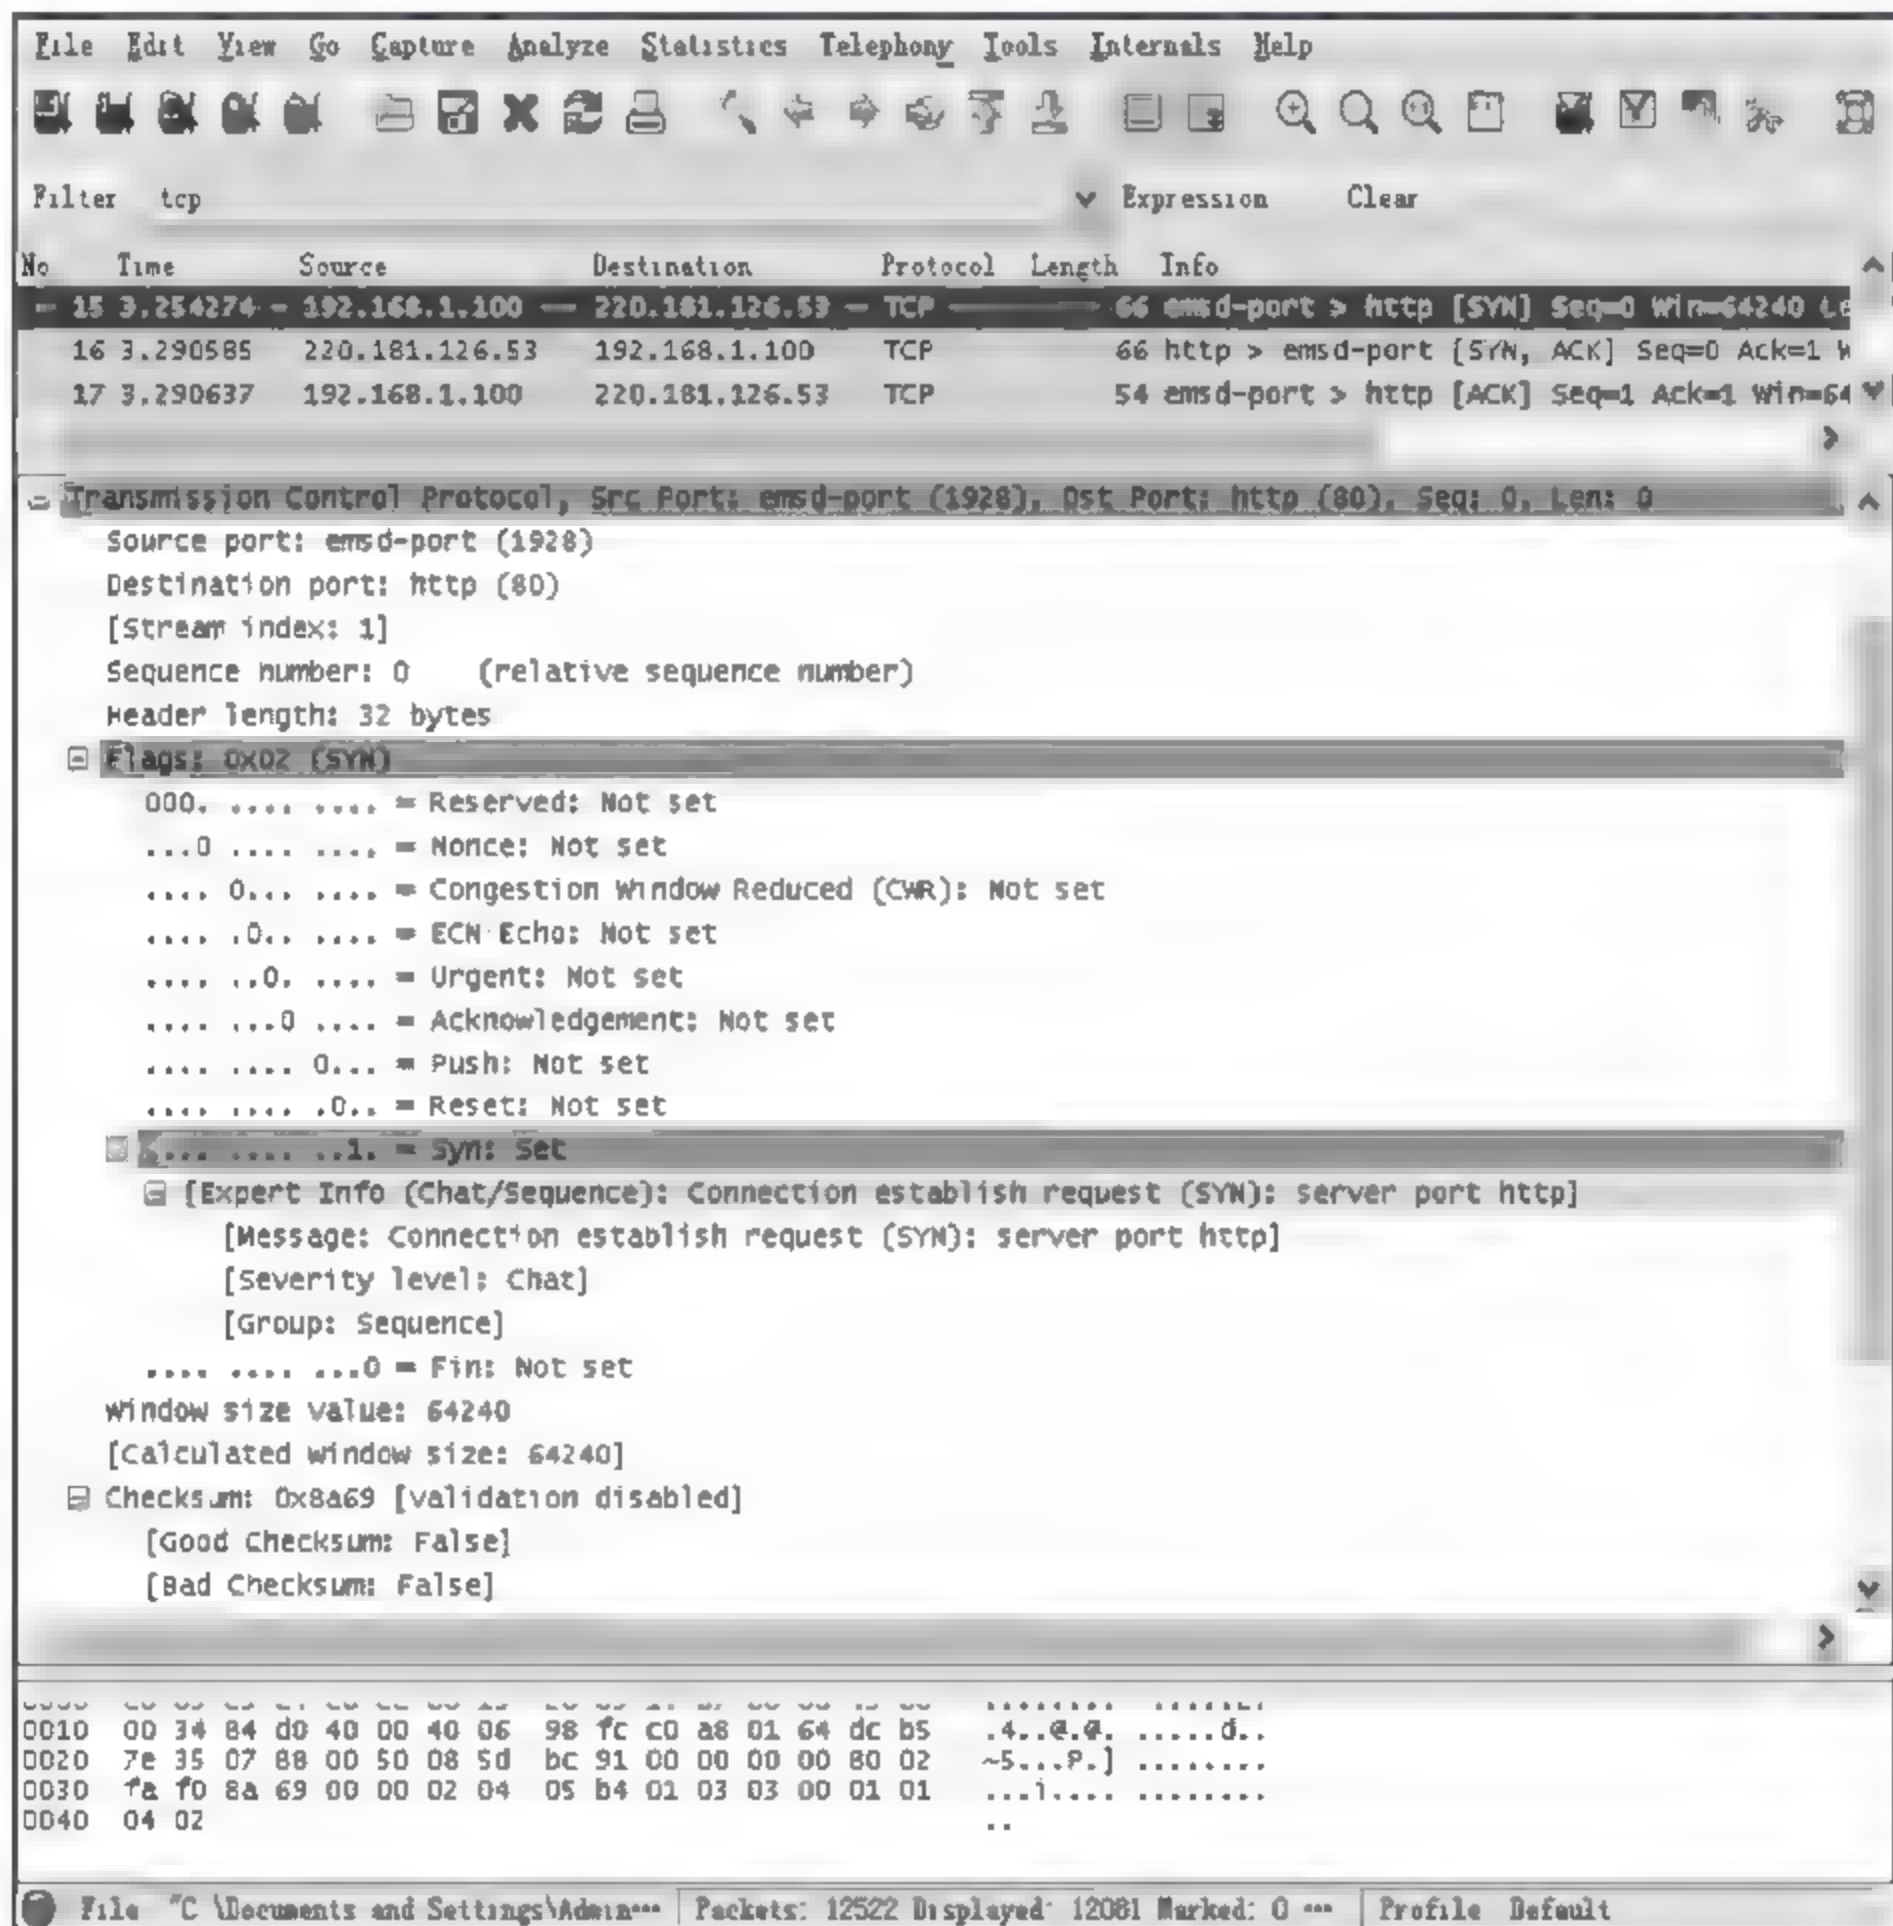 File Edit View Go Capture Analyze Statistics Telephony Tools Internals Help
Filter tcp Expression Clear
No Time Source Destination Protocol Length Info
15 3.254274 192.168.1.100 220.181.126.53 TCP 66 emsd-port > http [SYN] Seq=0 Win=64240 Le
16 3.290585 220.181.126.53 192.168.1.100 TCP 66 http > emsd-port [SYN, ACK] Seq=0 Ack=1 W
17 3.290637 192.168.1.100 220.181.126.53 TCP 54 emsd-port > http [ACK] Seq=1 Ack=1 Win=64
Transmission Control Protocol, Src Port: emsd-port (1928), Dst Port: http (80), Seq: 0, Len: 0
Source port: emsd-port (1928)
Destination port: http (80)
[Stream index: 1]
Sequence number: 0 (relative sequence number)
Header length: 32 bytes
Flags: 0x02 (SYN)
000. .... .... = Reserved: Not set
...0 .... .... = Nonce: Not set
.... 0... .... = Congestion Window Reduced (CWR): Not set
.... .0.. .... = ECN Echo: Not set
.... ..0. .... = Urgent: Not set
.... ...0 .... = Acknowledgement: Not set
.... .... 0... = Push: Not set
.... .... .0.. = Reset: Not set
.... .... ..1. = Syn: Set
[Expert Info (Chat/Sequence): Connection establish request (SYN): server port http]
[Message: Connection establish request (SYN): server port http]
[Severity level: Chat]
[Group: Sequence]
.... .... ...0 = Fin: Not set
Window size value: 64240
[Calculated window size: 64240]
Checksum: 0x8a69 [validation disabled]
[Good Checksum: False]
[Bad Checksum: False]
0010 00 34 84 d0 40 00 40 06 98 fc c0 a8 01 64 dc b5 .4..@.@. .....d..
0020 7e 35 07 88 00 50 08 5d bc 91 00 00 00 00 80 02 ~5...P.] ........
0030 fa f0 8a 69 00 00 02 04 05 b4 01 03 03 00 01 01 ...i.... ........
0040 04 02 ..
File "C \Documents and Settings\Admin... Packets: 12522 Displayed: 12081 Marked: 0 ... Profile Default